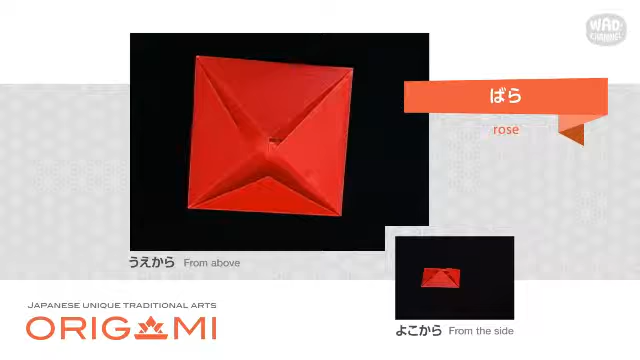 WAO!
CHANNEL
ばら
rose
うえから From above
よこから From the side
JAPANESE UNIQUE TRADITIONAL ARTS
ORIGAMI